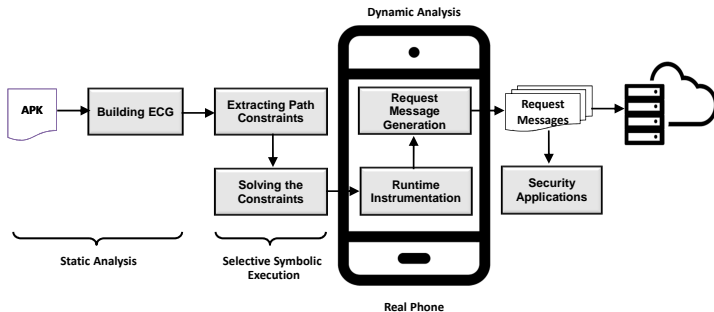 Dynamic Analysis
APK
Building ECG
Extracting Path
Constraints
Solving the
Constraints
Request
Message
Generation
Runtime
Instrumentation
Request
Messages
Security
Applications
Static Analysis
Selective Symbolic
Execution
Real Phone